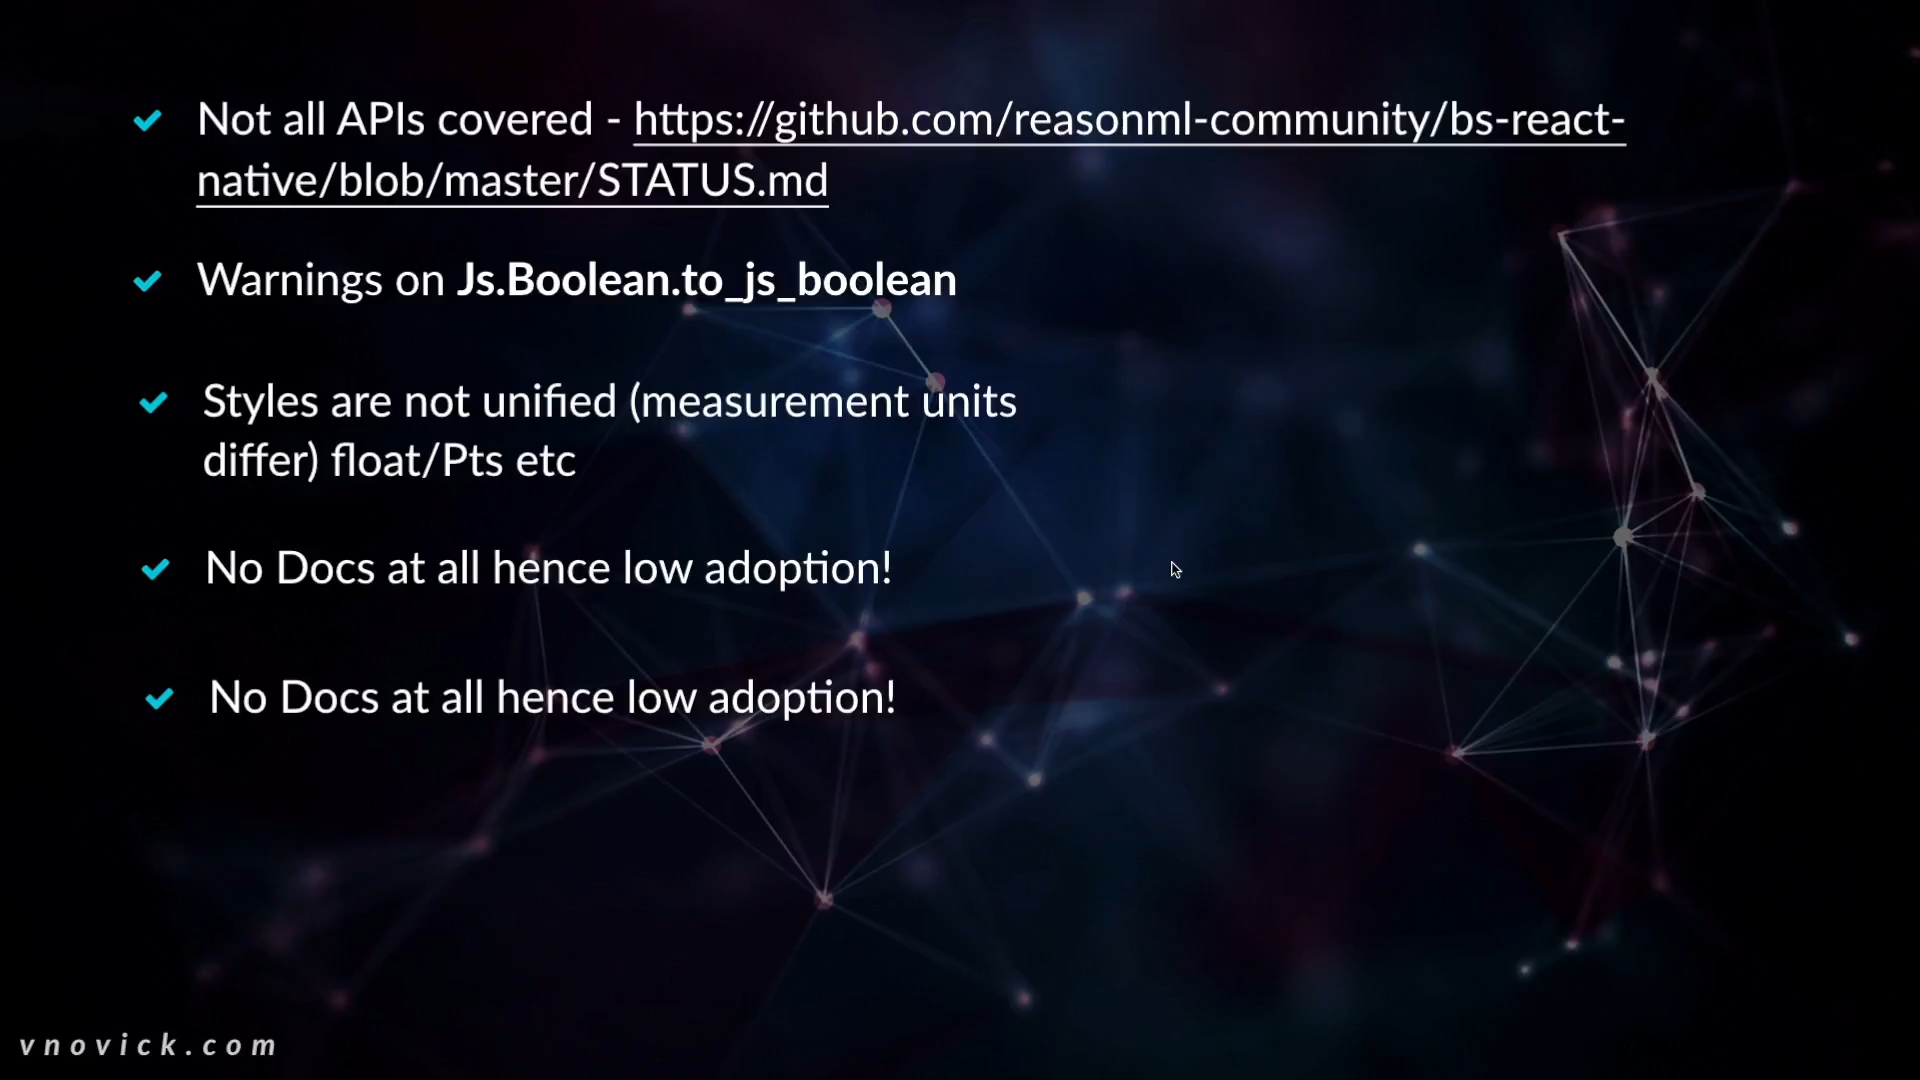 Not all APIs covered - https://github.com/reasonml-community/bs-react-
native/blob/master/STATUS.md
Warnings on Js.Boolean.to_js_boolean
Styles are not unified (measurement units
differ) float/Pts etc
No Docs at all hence low adoption!
No Docs at all hence low adoption!
vnovick.com